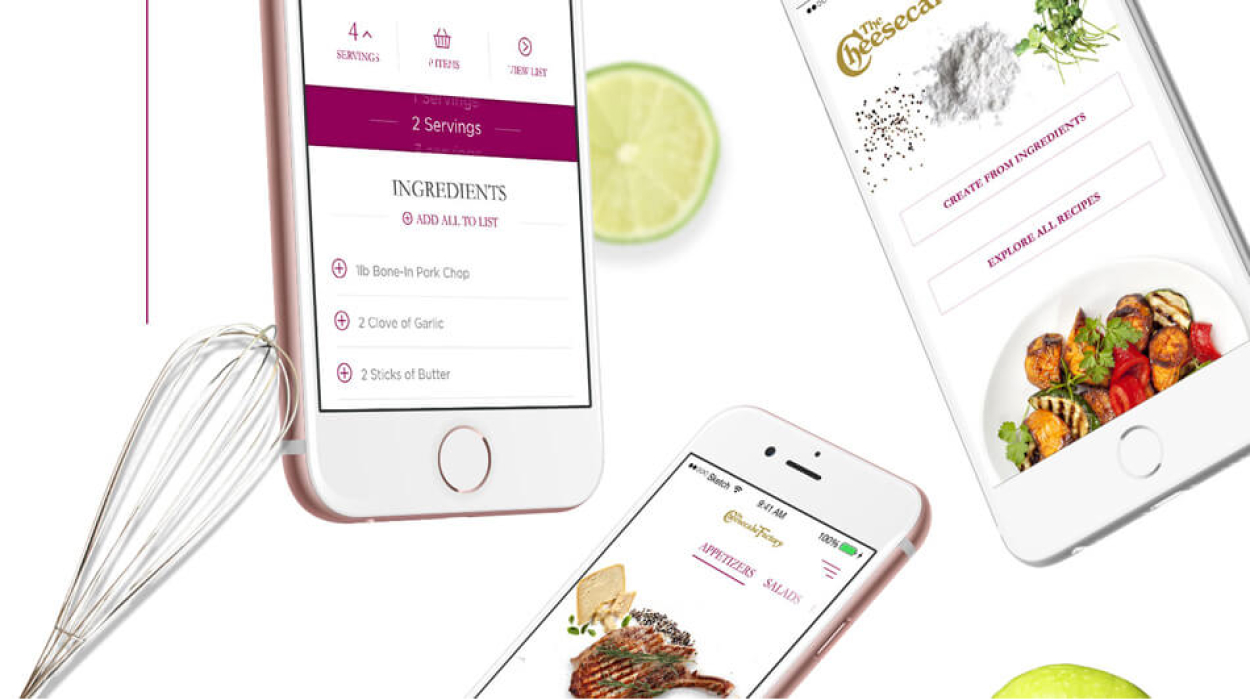 4
SERVINGS
ITEMS
VIEW LIST
1 Servings
2 Servings
3 servings
INGREDIENTS
ADD ALL TO LIST
1lb Bone-In Pork Chop
2 Clove of Garlic
2 Sticks of Butter
The
CREATE FROM INGREDIENTS
EXPLORE ALL RECIPES
Sketch
9:41 AM
100%
The
Cheesecake Factory
APPETIZERS
SALADS